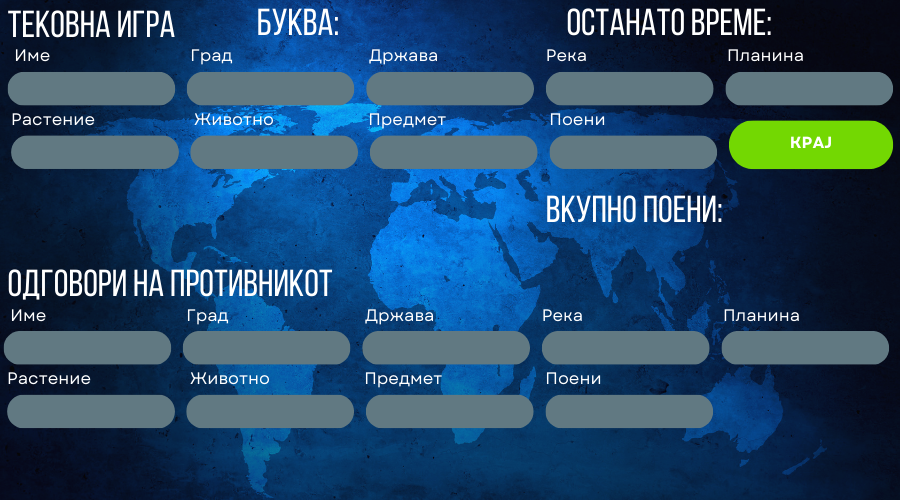 ТЕКОВНА ИГРА БУКВА: ОСТАНАТО ВРЕМЕ:
Име Град Држава Река Планина
Растение Животно Предмет Поени
КРАЈ
ВКУПНО ПОЕНИ:
ОДГОВОРИ НА ПРОТИВНИКОТ
Име Град Држава Река Планина
Растение Животно Предмет Поени